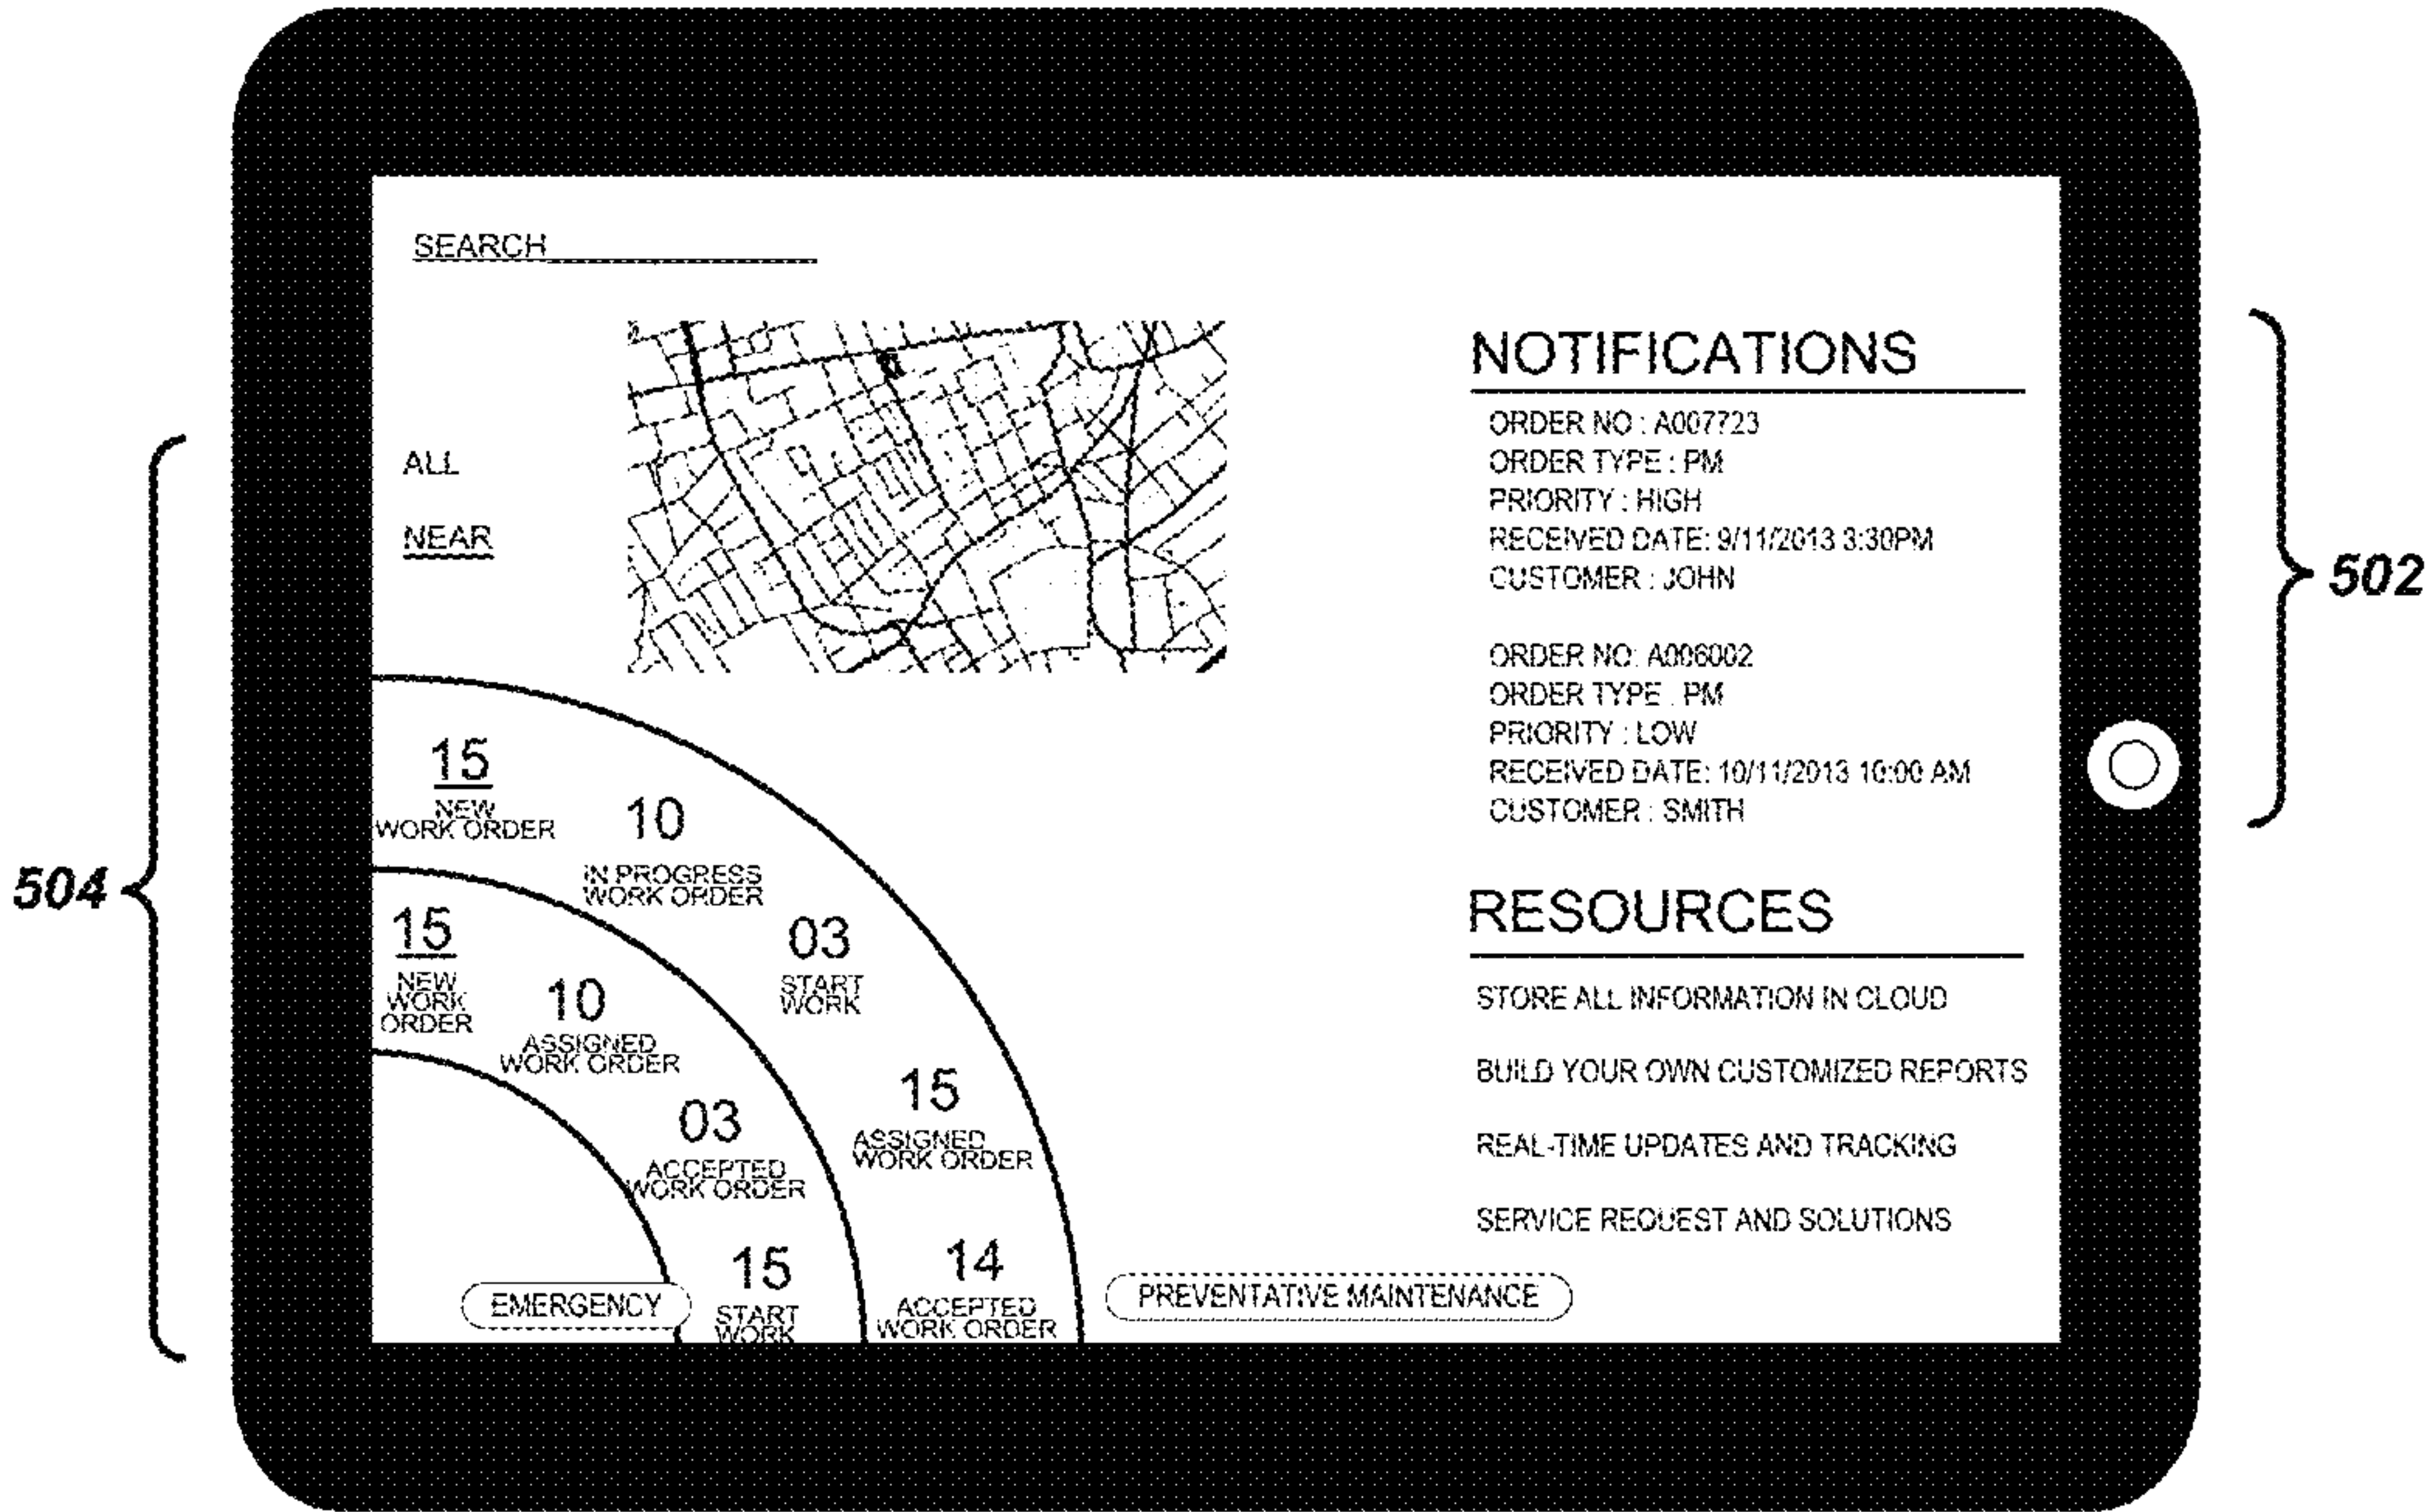 SEARCH
ALL
NEAR
504
15
NEW
WORK ORDER
10
IN PROGRESS
WORK ORDER
03
START
WORK
15
ASSIGNED
WORK ORDER
14
ACCEPTED
WORK ORDER
15
NEW
WORK
ORDER
10
ASSIGNED
WORK ORDER
03
ACCEPTED
WORK ORDER
15
START
WORK
EMERGENCY
PREVENTATIVE MAINTENANCE
NOTIFICATIONS
ORDER NO : A007723
ORDER TYPE : PM
PRIORITY : HIGH
RECEIVED DATE: 9/11/2013 3:30PM
CUSTOMER : JOHN
ORDER NO: A006002
ORDER TYPE : PM
PRIORITY : LOW
RECEIVED DATE: 10/11/2013 10:00 AM
CUSTOMER : SMITH
502
RESOURCES
STORE ALL INFORMATION IN CLOUD
BUILD YOUR OWN CUSTOMIZED REPORTS
REAL-TIME UPDATES AND TRACKING
SERVICE REQUEST AND SOLUTIONS